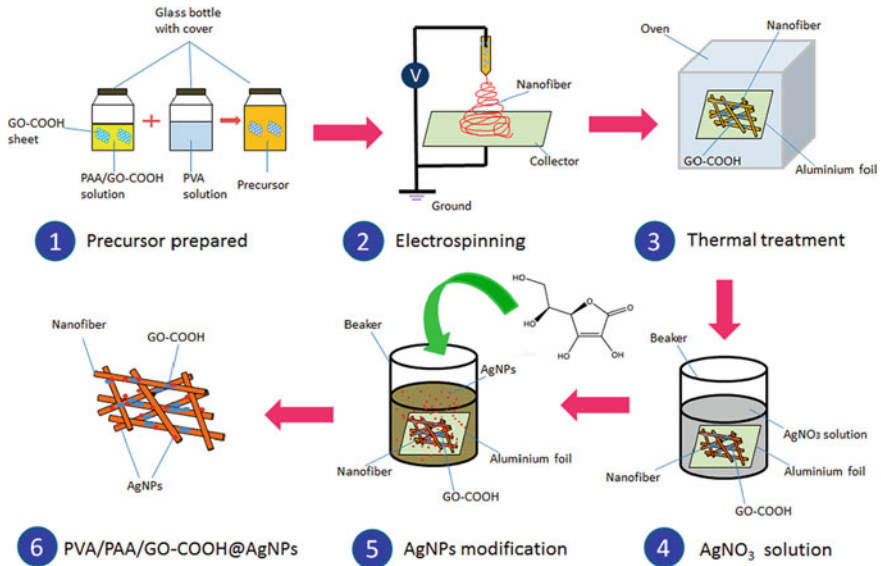 Glass bottle
with cover
GO-COOH
sheet
PAA/GO-COOH
solution
PVA
solution
Precursor
1 Precursor prepared
V
Nanofiber
Collector
Ground
2 Electrospinning
Oven
Nanofiber
GO-COOH
Aluminium foil
3 Thermal treatment
Beaker
AgNO3 solution
Nanofiber
Aluminium foil
GO-COOH
4 AgNO₃ solution
HO
HO
O
O
HO
OH
Beaker
AgNPs
Nanofiber
Aluminium foil
GO-COOH
5 AgNPs modification
Nanofiber
GO-COOH
AgNPs
6 PVA/PAA/GO-COOH@AgNPs